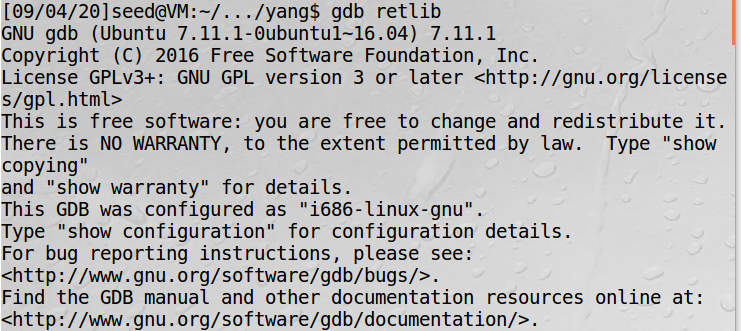 [09/04/20]seed@VM:~/.../yang$ gdb retlib
GNU gdb (Ubuntu 7.11.1-0ubuntu1~16.04) 7.11.1
Copyright (C) 2016 Free Software Foundation, Inc.
License GPLv3+: GNU GPL version 3 or later <http://gnu.org/license
s/gpl.html>
This is free software: you are free to change and redistribute it.
There is NO WARRANTY, to the extent permitted by law.  Type "show
copying"
and "show warranty" for details.
This GDB was configured as "i686-linux-gnu".
Type "show configuration" for configuration details.
For bug reporting instructions, please see:
<http://www.gnu.org/software/gdb/bugs/>.
Find the GDB manual and other documentation resources online at:
<http://www.gnu.org/software/gdb/documentation/>.